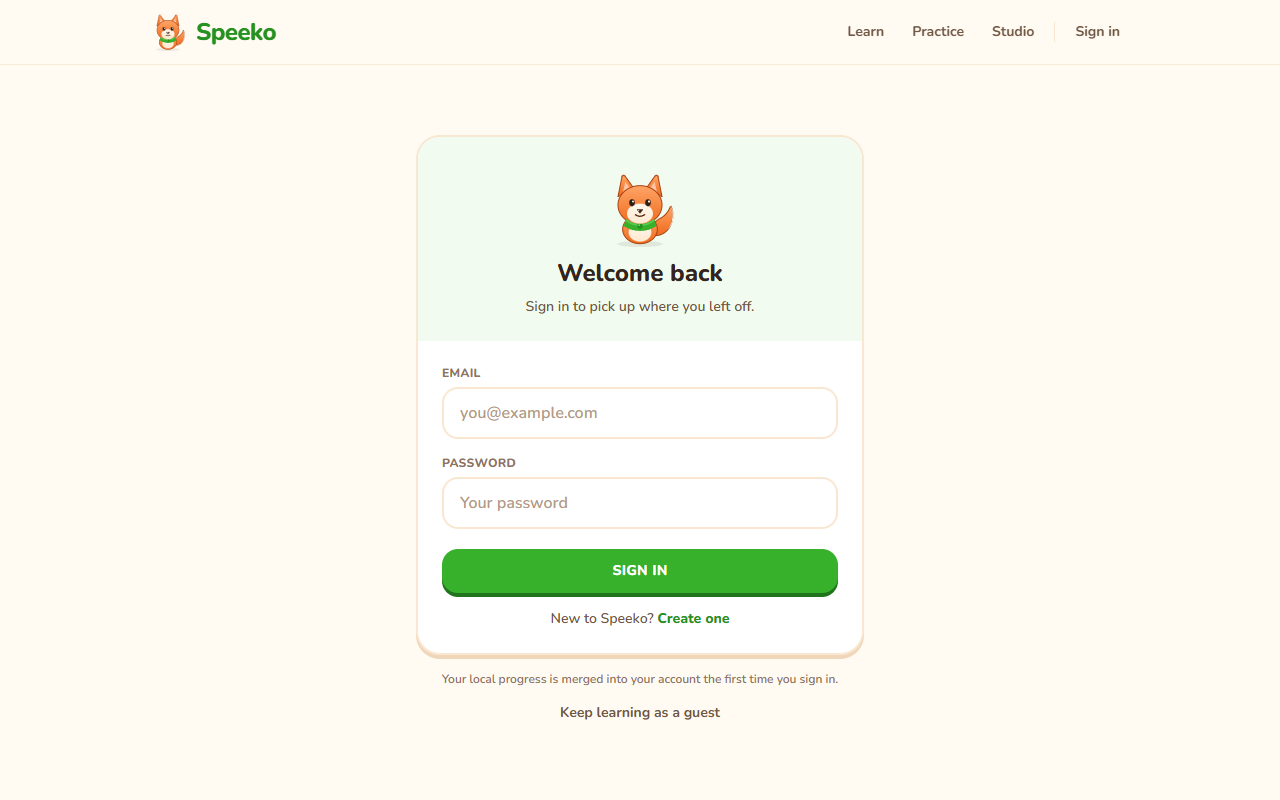 Speeko
Learn Practice Studio Sign in
Welcome back
Sign in to pick up where you left off.
EMAIL
you@example.com
PASSWORD
Your password
SIGN IN
New to Speeko? Create one
Your local progress is merged into your account the first time you sign in.
Keep learning as a guest